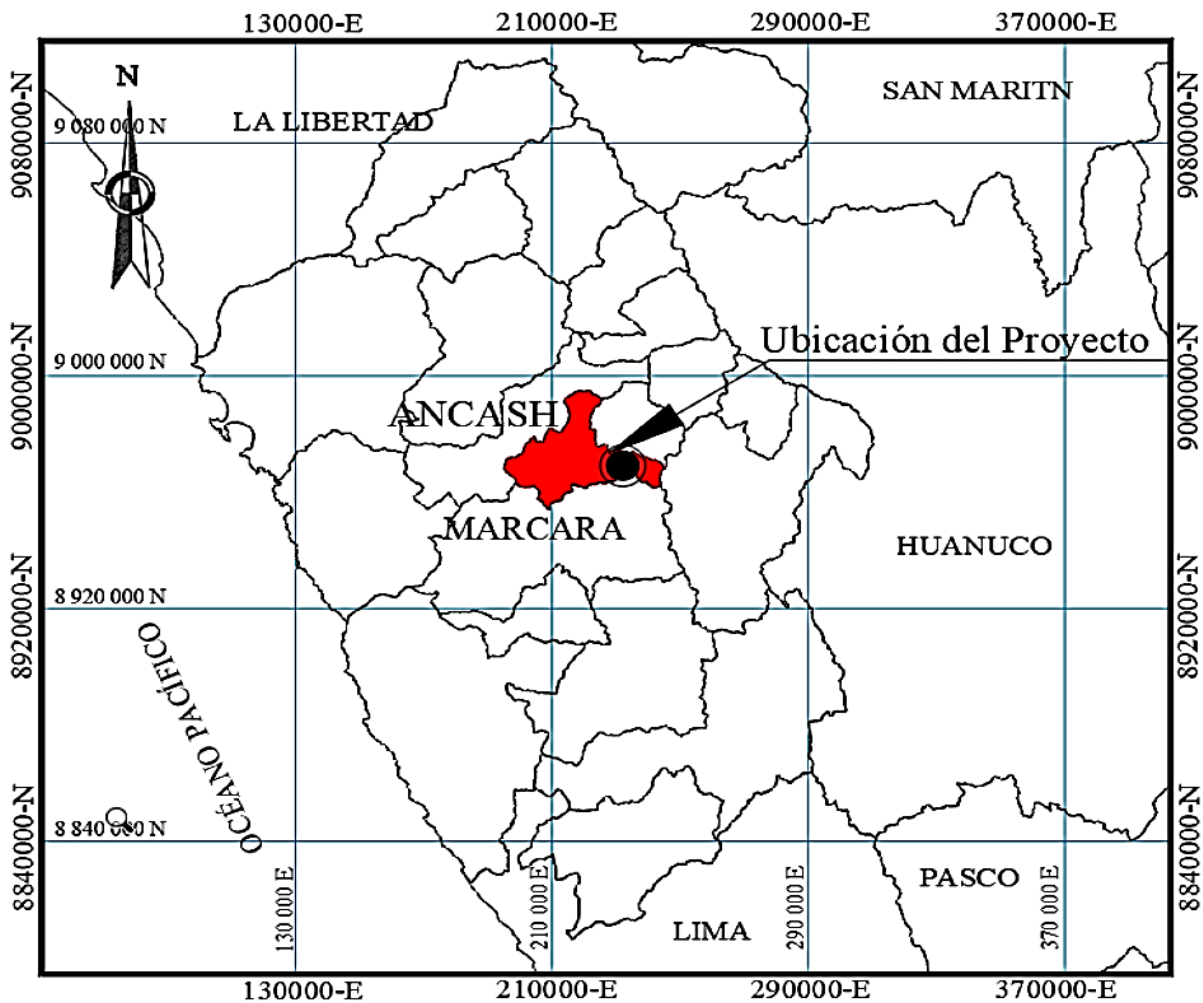 130000-E 210000-E 290000-E 370000-E
N
SAN MARITN
LA LIBERTAD
9 080 000 N
9080000-N
9080000-N
Ubicación del Proyecto
9 000 000 N
9000000-N
9000000-N
ANCASH
MARCARA
HUANUCO
8 920 000 N
8920000-N
8920000-N
OCÉANO PACÍFICO
8 840 000 N
8840000-N
8840000-N
PASCO
LIMA
130 000 E
210 000 E
290 000 E
370 000 E
130000-E 210000-E 290000-E 370000-E